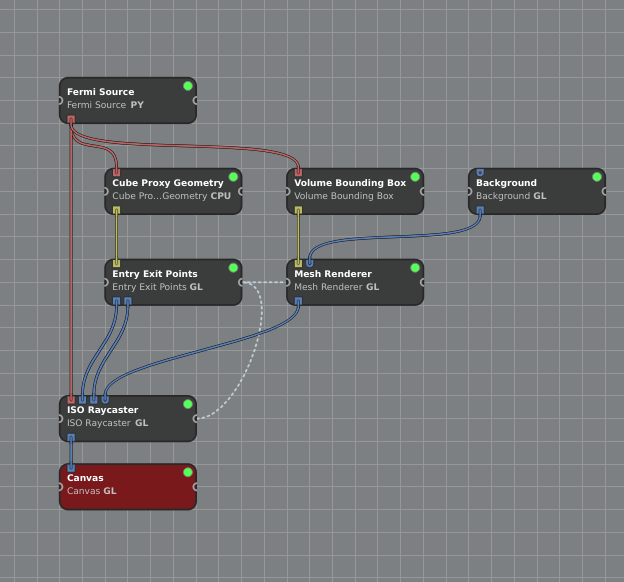 Fermi Source
Fermi Source PY
Cube Proxy Geometry
Cube Pro...Geometry CPU
Volume Bounding Box
Volume Bounding Box
Background
Background GL
Entry Exit Points
Entry Exit Points GL
Mesh Renderer
Mesh Renderer GL
ISO Raycaster
ISO Raycaster GL
Canvas
Canvas GL